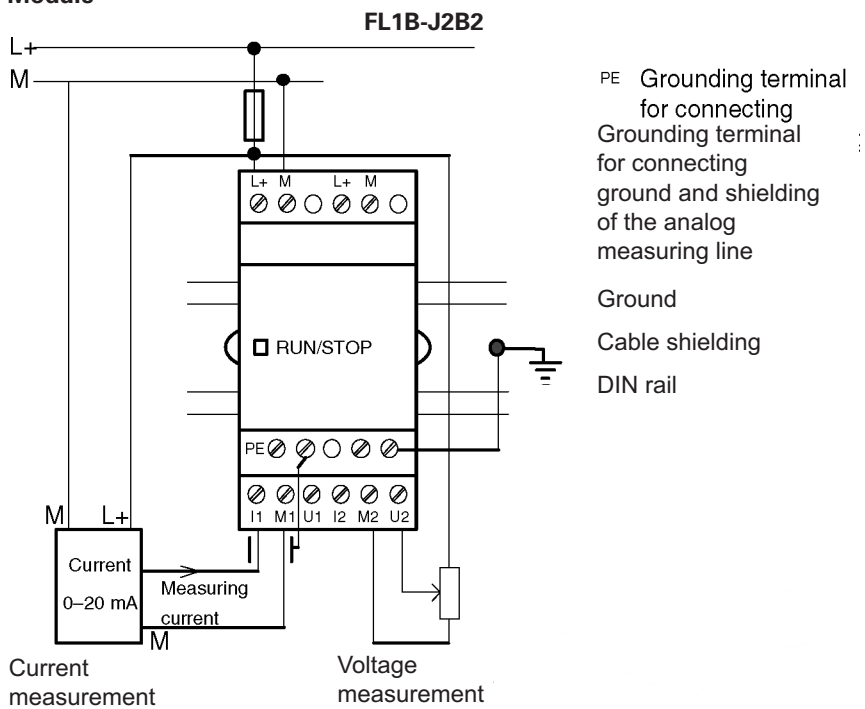 Module
FL1B-J2B2
L+
M
PE Grounding terminal
for connecting
Grounding terminal
for connecting
ground and shielding
of the analog
measuring line
Ground
Cable shielding
DIN rail
L+ M L+ M
RUN/STOP
PE
I1 M1 U1 I2 M2 U2
M L+
Current
0–20 mA
Measuring
current
M
Current
measurement
Voltage
measurement